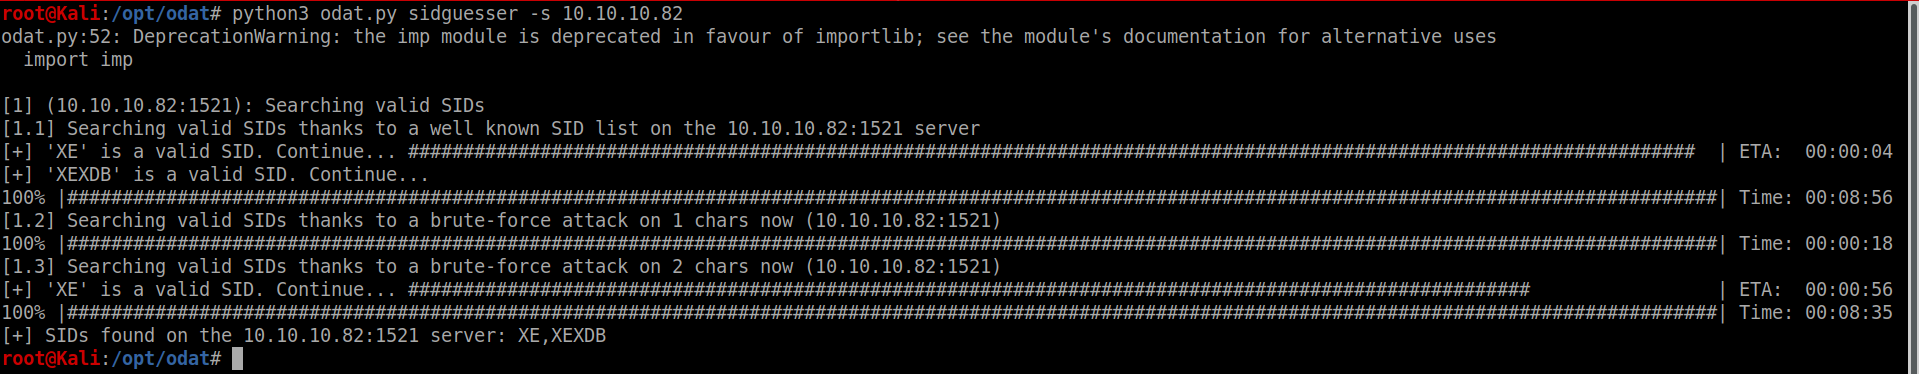 root@Kali:/opt/odat# python3 odat.py sidguesser -s 10.10.10.82
odat.py:52: DeprecationWarning: the imp module is deprecated in favour of importlib; see the module's documentation for alternative uses
  import imp

[1] (10.10.10.82:1521): Searching valid SIDs
[1.1] Searching valid SIDs thanks to a well known SID list on the 10.10.10.82:1521 server
[+] 'XE' is a valid SID. Continue... ##################################################################################################################### | ETA:  00:00:04
[+] 'XEXDB' is a valid SID. Continue...
100% |######################################################################################################################################################| Time: 00:08:56
[1.2] Searching valid SIDs thanks to a brute-force attack on 1 chars now (10.10.10.82:1521)
100% |######################################################################################################################################################| Time: 00:00:18
[1.3] Searching valid SIDs thanks to a brute-force attack on 2 chars now (10.10.10.82:1521)
[+] 'XE' is a valid SID. Continue... ######################################################################################################                 | ETA:  00:00:56
100% |######################################################################################################################################################| Time: 00:08:35
[+] SIDs found on the 10.10.10.82:1521 server: XE,XEXDB
root@Kali:/opt/odat#